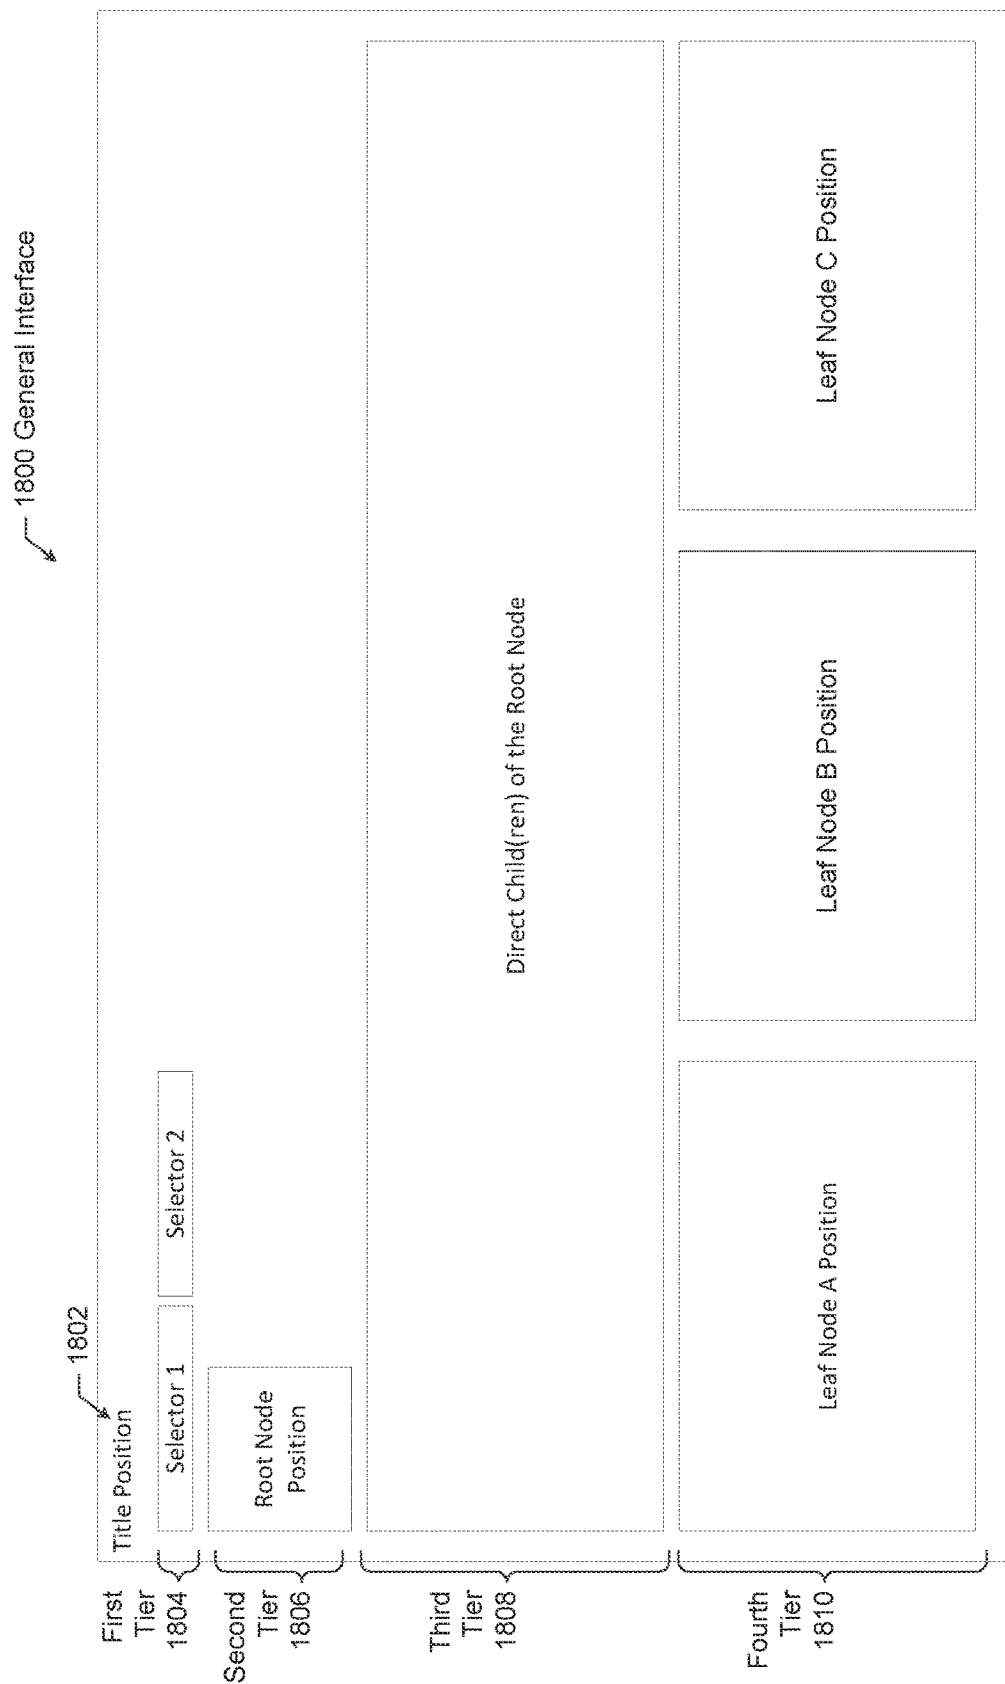 1800 General Interface
1802
Title Position
First
Tier
1804
Selector 1
Selector 2
Second
Tier
1806
Root Node
Position
Third
Tier
1808
Direct Child(ren) of the Root Node
Fourth
Tier
1810
Leaf Node A Position
Leaf Node B Position
Leaf Node C Position